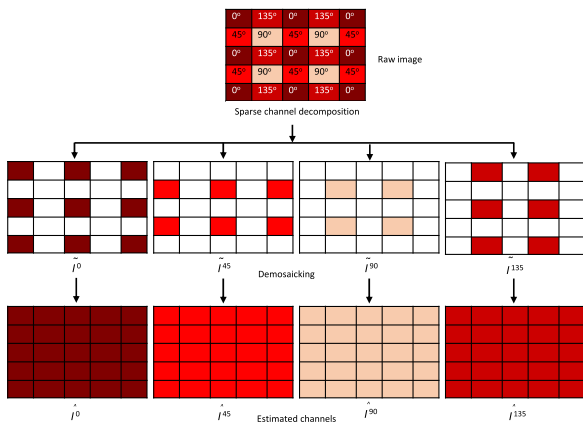 0° 135° 0° 135° 0°
45° 90° 45° 90° 45°
0° 135° 0° 135° 0°
45° 90° 45° 90° 45°
0° 135° 0° 135° 0°
Raw image
Sparse channel decomposition
Ĩ⁰ Ĩ⁴⁵ Ĩ⁹⁰ Ĩ¹³⁵
Demosaicking
Î⁰ Î⁴⁵ Î⁹⁰ Î¹³⁵
Estimated channels